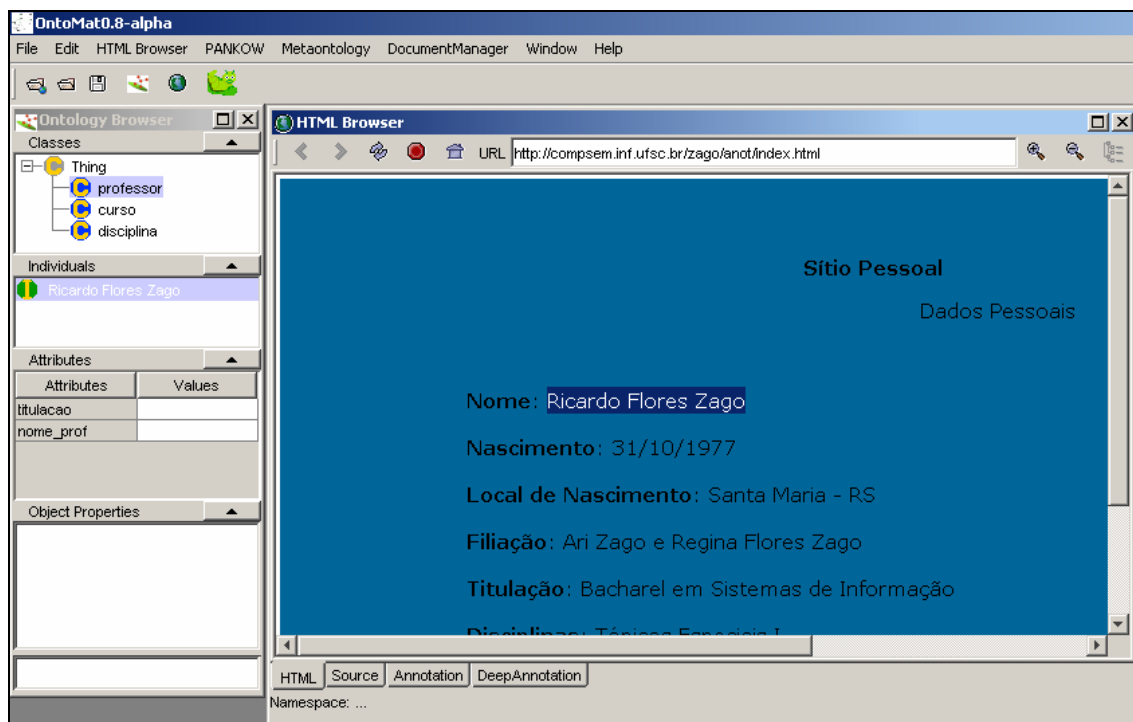 OntoMat0.8-alpha
File Edit HTML Browser PANKOW Metaontology DocumentManager Window Help
Ontology Browser
Classes
Thing
professor
curso
disciplina
Individuals
Ricardo Flores Zago
Attributes
Attributes Values
titulacao
nome_prof
Object Properties
HTML Browser
URL http://compsem.inf.ufsc.br/zago/anot/index.html
Sítio Pessoal
Dados Pessoais
Nome: Ricardo Flores Zago
Nascimento: 31/10/1977
Local de Nascimento: Santa Maria - RS
Filiação: Ari Zago e Regina Flores Zago
Titulação: Bacharel em Sistemas de Informação
Disciplinas: Tópicos Especiais I
HTML Source Annotation DeepAnnotation
Namespace: ...